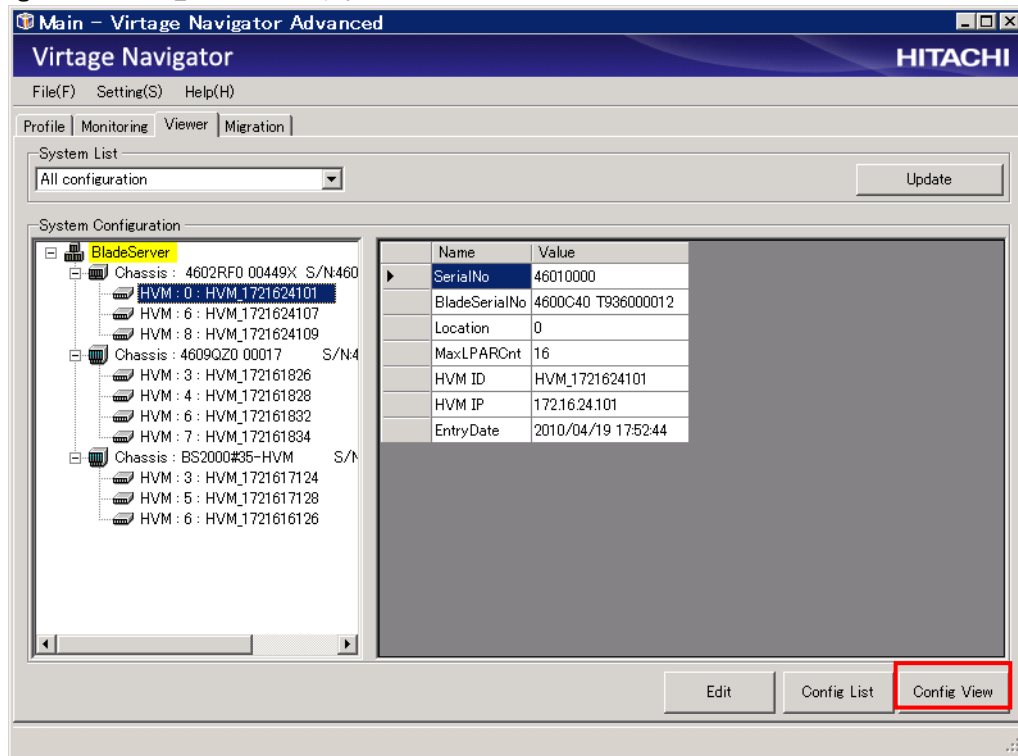 Main - Virtage Navigator Advanced
Virtage Navigator HITACHI
File(F) Setting(S) Help(H)
Profile Monitoring Viewer Migration
System List
All configuration Update
System Configuration
BladeServer
Chassis : 4602RF0 00449X S/N:460
HVM : 0 : HVM_1721624101
HVM : 6 : HVM_1721624107
HVM : 8 : HVM_1721624109
Chassis : 4609QZ0 00017 S/N:4
HVM : 3 : HVM_172161826
HVM : 4 : HVM_172161828
HVM : 6 : HVM_172161832
HVM : 7 : HVM_172161834
Chassis : BS2000#35-HVM S/N
HVM : 3 : HVM_1721617124
HVM : 5 : HVM_1721617128
HVM : 6 : HVM_1721616126
Name Value
SerialNo 46010000
BladeSerialNo 4600C40 T936000012
Location 0
MaxLPARCnt 16
HVM ID HVM_1721624101
HVM IP 172.16.24.101
EntryDate 2010/04/19 17:52:44
Edit Config List Config View